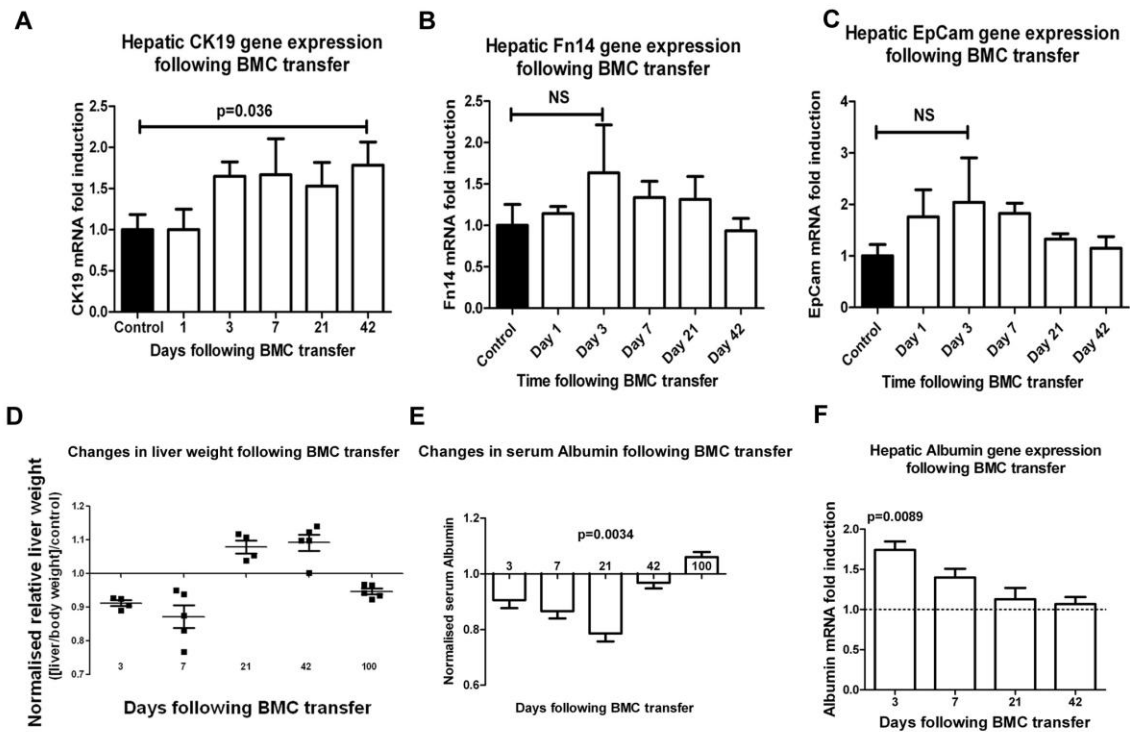 A
Hepatic CK19 gene expression
following BMC transfer
CK19 mRNA fold induction
2.5
2.0
1.5
1.0
0.5
0.0
p=0.036
Control
1
3
7
21
42
Days following BMC transfer
B
Hepatic Fn14 gene expression
following BMC transfer
Fn14 mRNA fold induction
2.5
2.0
1.5
1.0
0.5
0.0
NS
Control
Day 1
Day 3
Day 7
Day 21
Day 42
Time following BMC transfer
C
Hepatic EpCam gene expression
following BMC transfer
EpCam mRNA fold induction
4
3
2
1
0
NS
Control
Day 1
Day 3
Day 7
Day 21
Day 42
Time following BMC transfer
D
Changes in liver weight following BMC transfer
Normalised relative liver weight
([liver/body weight]/control)
1.2
1.1
1.0
0.9
0.8
0.7
3
7
21
42
100
Days following BMC transfer
E
Changes in serum Albumin following BMC transfer
Normalised serum Albumin
1.2
1.0
0.8
0.6
p=0.0034
3
7
21
42
100
Days following BMC transfer
F
Hepatic Albumin gene expression
following BMC transfer
Albumin mRNA fold induction
2.0
1.5
1.0
0.5
0.0
p=0.0089
3
7
21
42
Days following BMC transfer